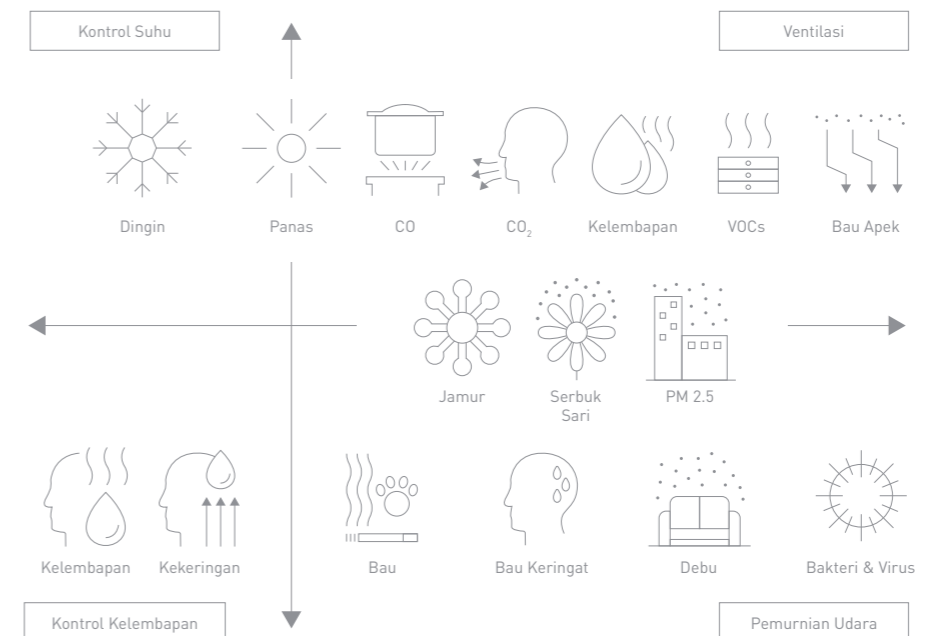 Kontrol Suhu
Ventilasi
Dingin
Panas
CO
CO₂
Kelembapan
VOCs
Bau Apek
Jamur
Serbuk
Sari
PM 2.5
Kelembapan
Kekeringan
Bau
Bau Keringat
Debu
Bakteri & Virus
Kontrol Kelembapan
Pemurnian Udara